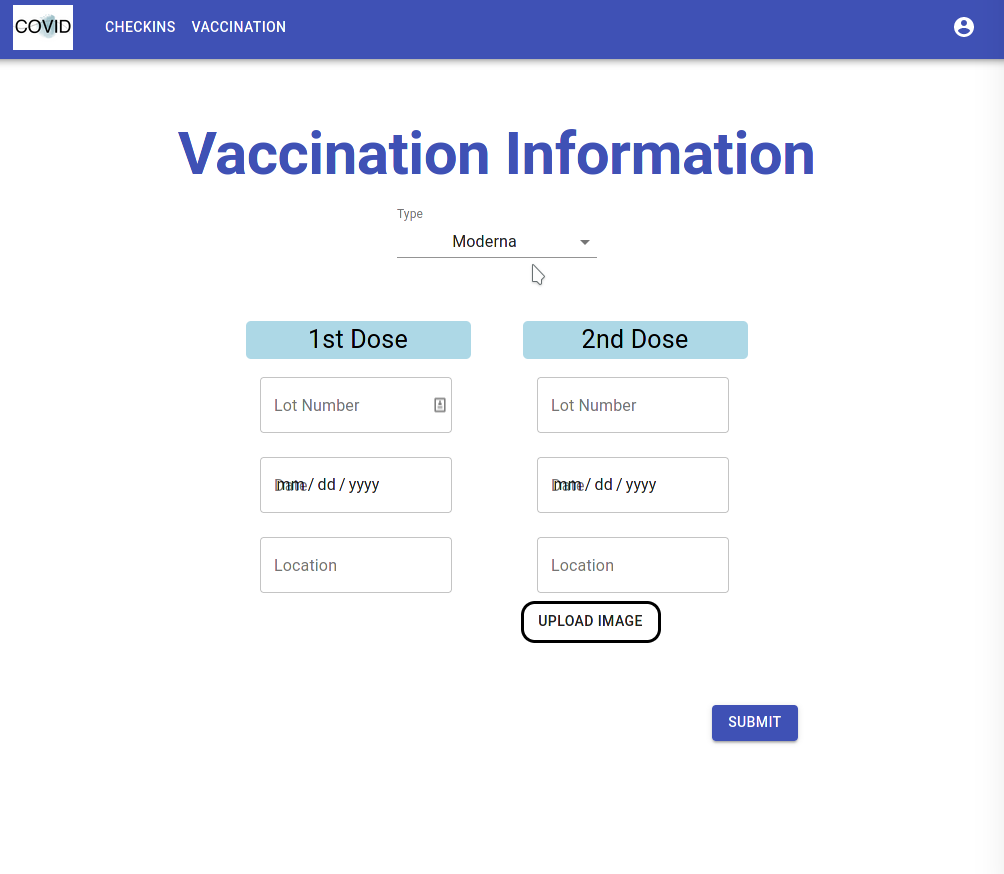 COVID
CHECKINS VACCINATION
Vaccination Information
Type
Moderna
1st Dose 2nd Dose
Lot Number Lot Number
Date mm / dd / yyyy Date mm / dd / yyyy
Location Location
UPLOAD IMAGE
SUBMIT